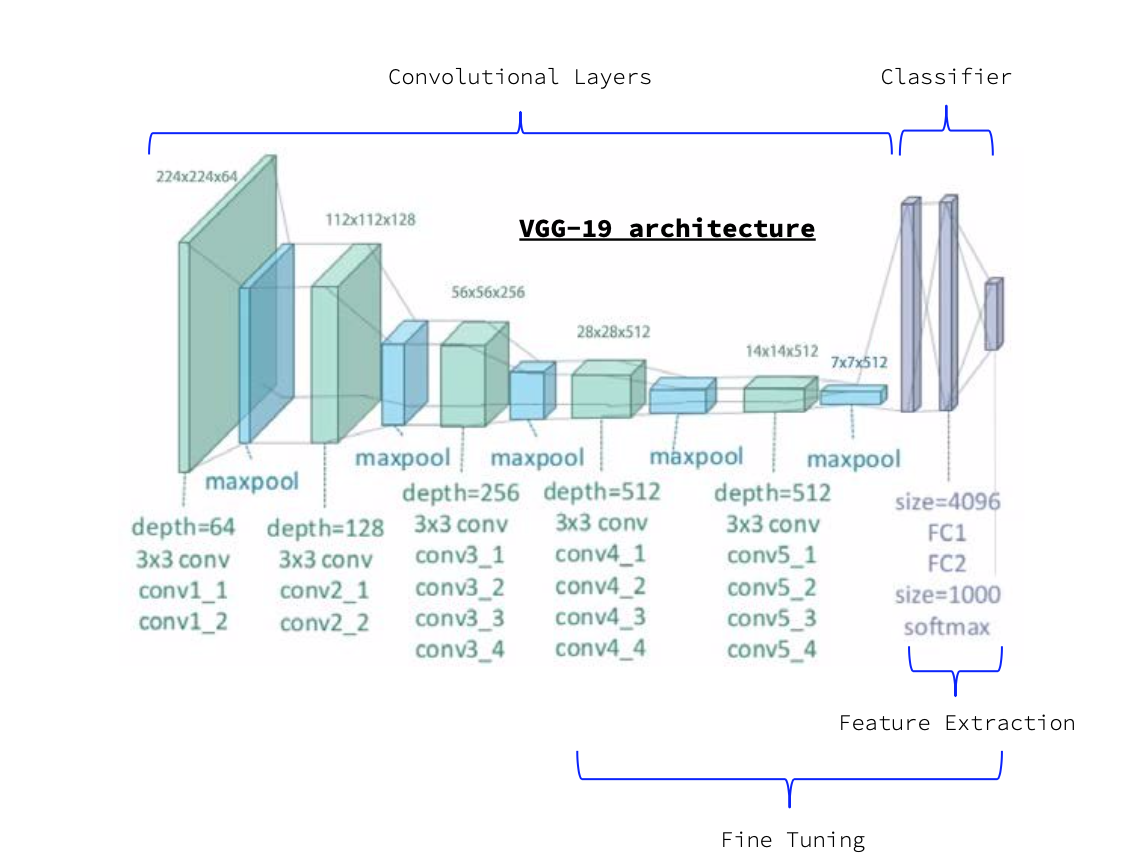 Convolutional Layers
Classifier
224x224x64
112x112x128
VGG-19 architecture
56x56x256
28x28x512
14x14x512
7x7x512
maxpool
maxpool
maxpool
maxpool
maxpool
depth=64
3x3 conv
conv1_1
conv1_2
depth=128
3x3 conv
conv2_1
conv2_2
depth=256
3x3 conv
conv3_1
conv3_2
conv3_3
conv3_4
depth=512
3x3 conv
conv4_1
conv4_2
conv4_3
conv4_4
depth=512
3x3 conv
conv5_1
conv5_2
conv5_3
conv5_4
size=4096
FC1
FC2
size=1000
softmax
Feature Extraction
Fine Tuning